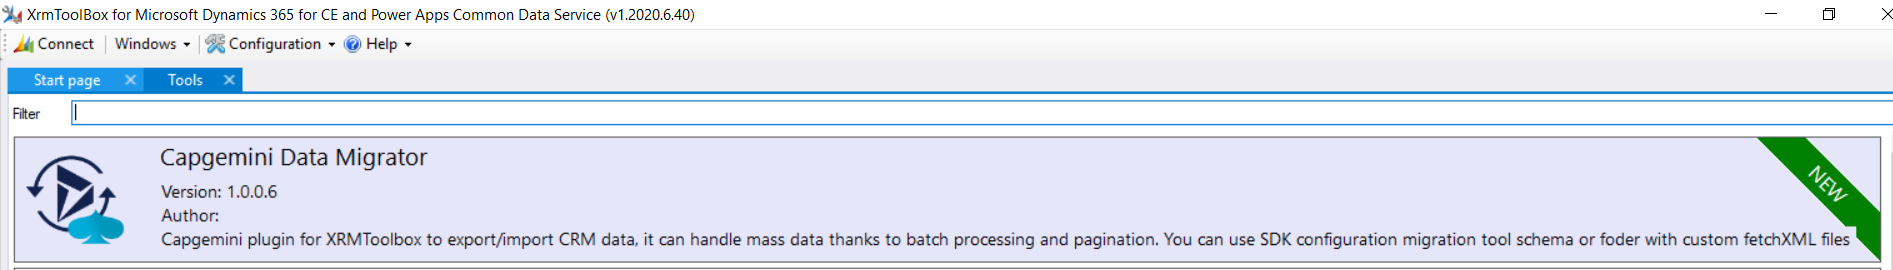 XrmToolBox for Microsoft Dynamics 365 for CE and Power Apps Common Data Service (v1.2020.6.40)
Connect Windows Configuration Help
Start page Tools
Filter
Capgemini Data Migrator
Version: 1.0.0.6
Author:
Capgemini plugin for XRMToolbox to export/import CRM data, it can handle mass data thanks to batch processing and pagination. You can use SDK configuration migration tool schema or foder with custom fetchXML files
NEW